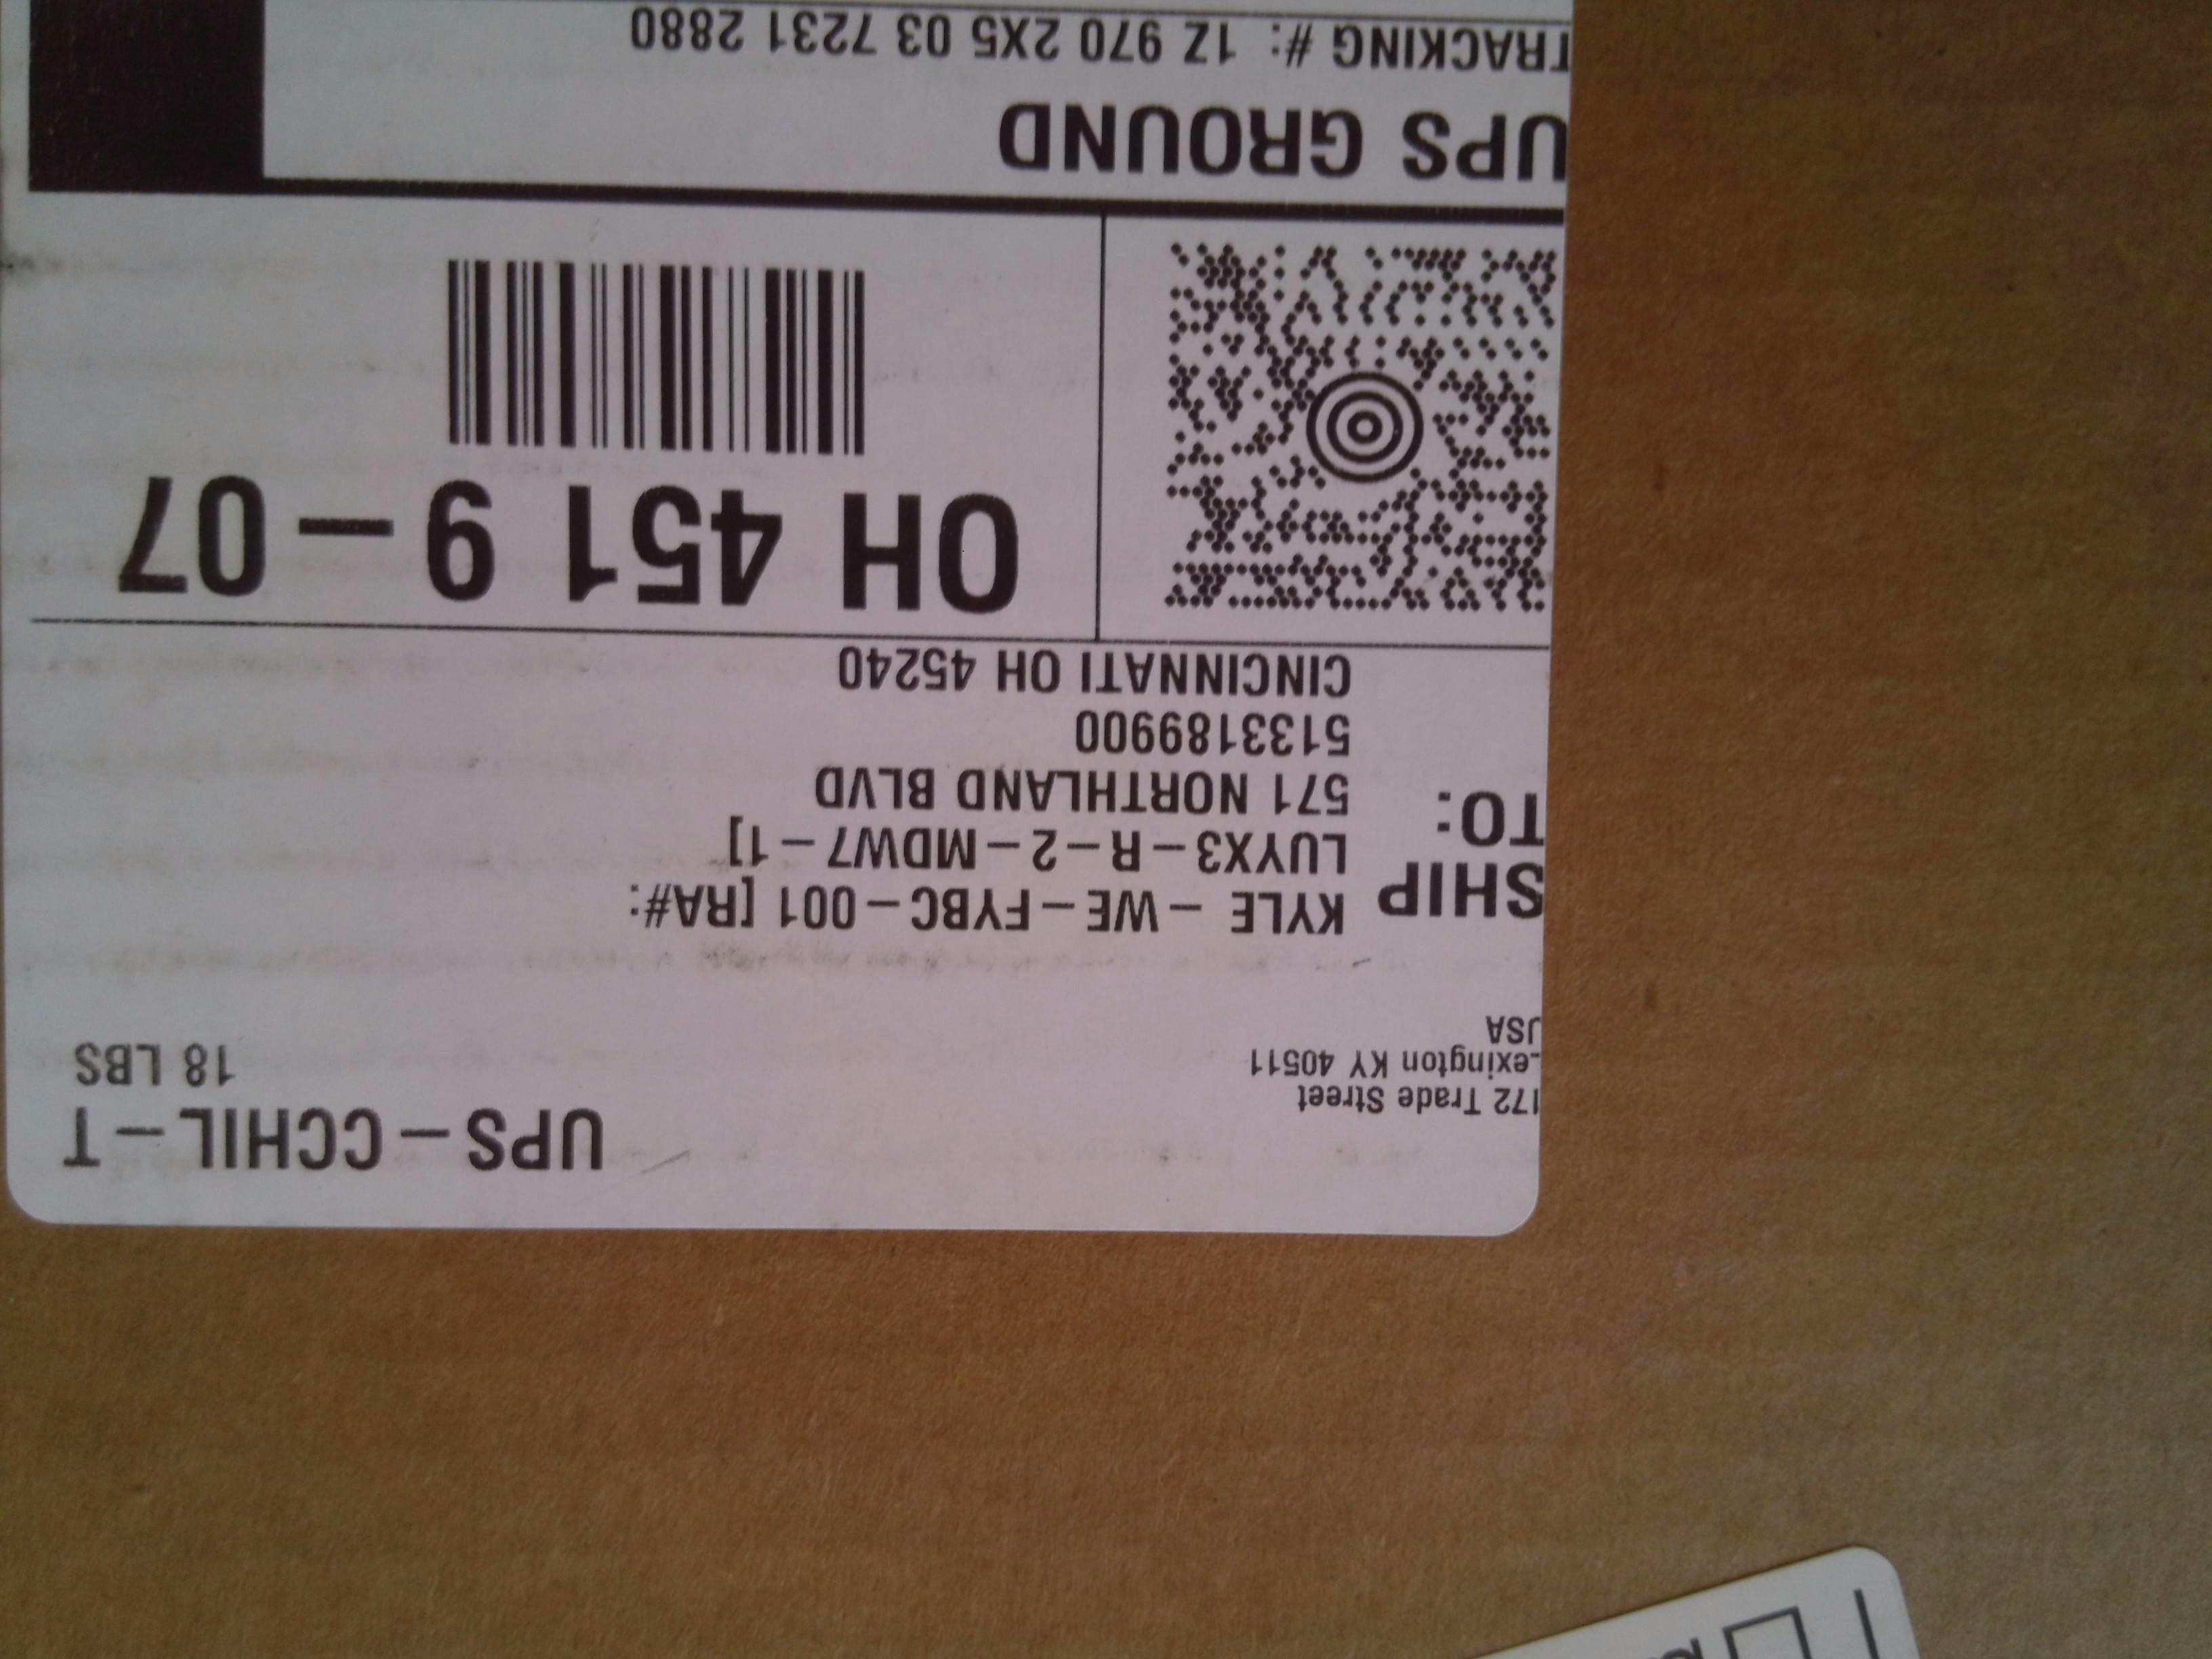 UPS-CCHIL-T
18 LBS
172 Trade Street
Lexington KY 40511
USA
SHIP
TO:
KYLE -WE-FYBC-001 [RA#:
LUYX3-R-2-MDW7-1]
571 NORTHLAND BLVD
5133189900
CINCINNATI OH 45240
OH 451 9-07
UPS GROUND
TRACKING #: 1Z 970 2X5 03 7231 2880